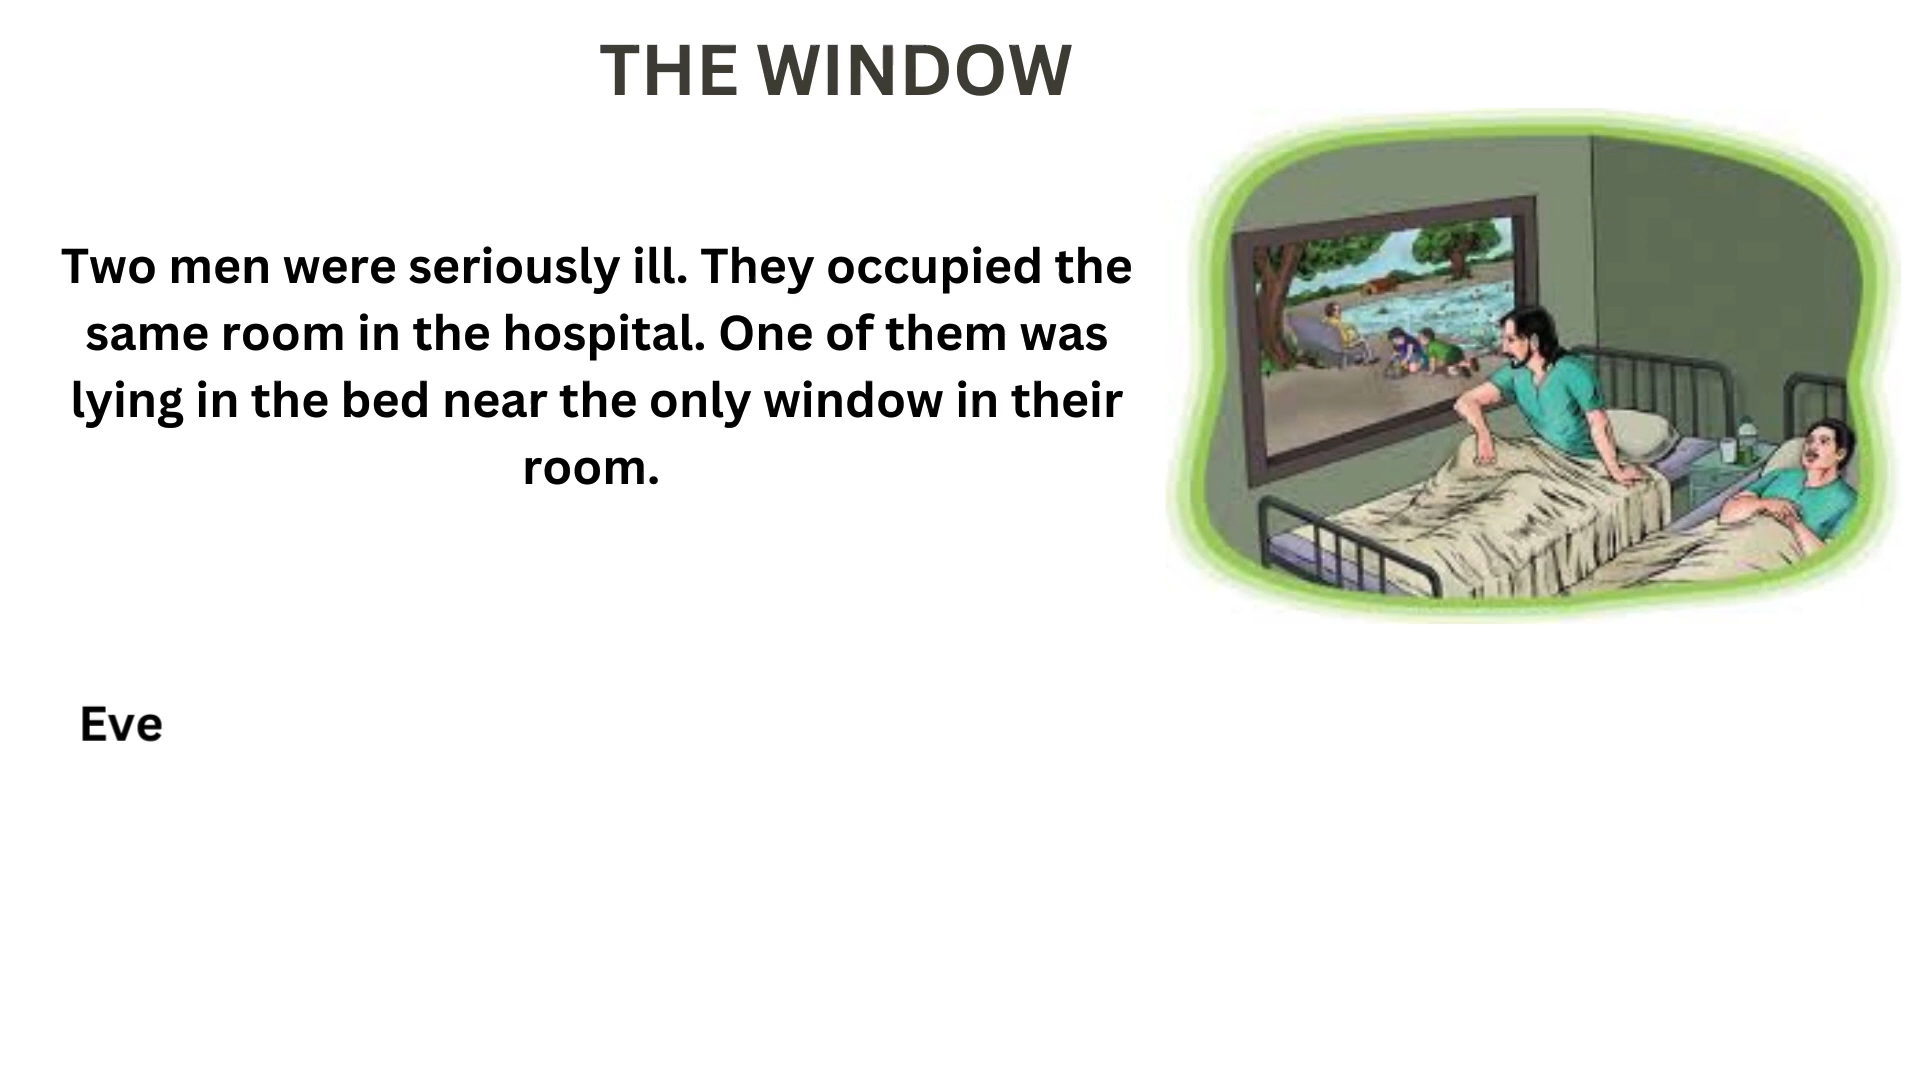 THE WINDOW
Two men were seriously ill. They occupied the
same room in the hospital. One of them was
lying in the bed near the only window in their
room.
Eve